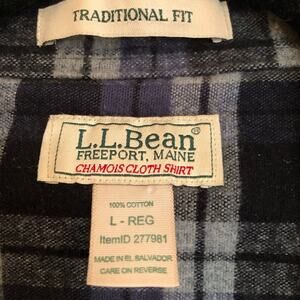 TRADITIONAL FIT
L.L.Bean®
FREEPORT, MAINE
CHAMOIS CLOTH SHIRT
100% COTTON
L - REG
ItemID 277981
MADE IN EL SALVADOR
CARE ON REVERSE